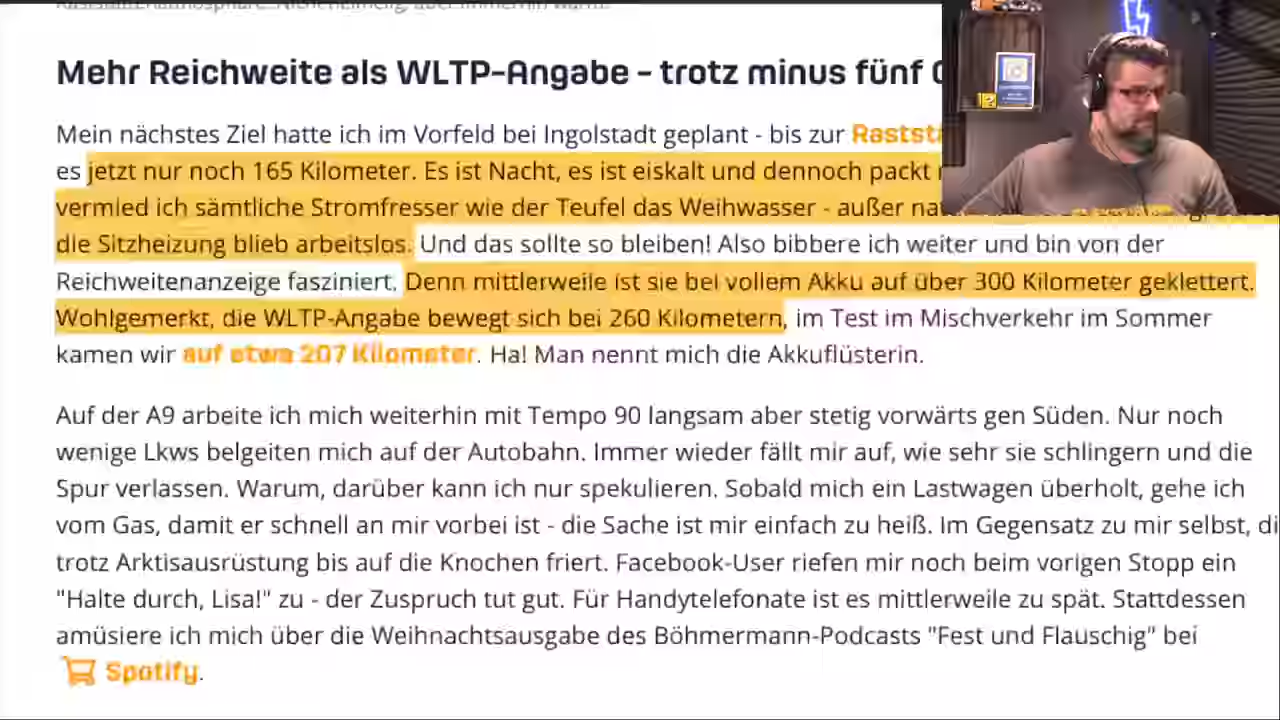 Mehr Reichweite als WLTP-Angabe - trotz minus fünf
Mein nächstes Ziel hatte ich im Vorfeld bei Ingolstadt geplant - bis zur
es jetzt nur noch 165 Kilometer. Es ist Nacht, es ist eiskalt und dennoch packt
vermied ich sämtliche Stromfresser wie der Teufel das Weihwasser - außer
die Sitzheizung blieb arbeitslos. Und das sollte so bleiben! Also bibbere ich weiter und bin von der
Reichweitenanzeige fasziniert. Denn mittlerweile ist sie bei vollem Akku auf über 300 Kilometer geklettert.
Wohlgemerkt, die WLTP-Angabe bewegt sich bei 260 Kilometern, im Test im Mischverkehr im Sommer
kamen wir auf etwa 207 Kilometer. Ha! Man nennt mich die Akkuflüsterin.
Auf der A9 arbeite ich mich weiterhin mit Tempo 90 langsam aber stetig vorwärts gen Süden. Nur noch
wenige Lkws belgeiten mich auf der Autobahn. Immer wieder fällt mir auf, wie sehr sie schlingern und die
Spur verlassen. Warum, darüber kann ich nur spekulieren. Sobald mich ein Lastwagen überholt, gehe ich
vom Gas, damit er schnell an mir vorbei ist - die Sache ist mir einfach zu heiß. Im Gegensatz zu mir selbst, di
trotz Arktisausrüstung bis auf die Knochen friert. Facebook-User riefen mir noch beim vorigen Stopp ein
"Halte durch, Lisa!" zu - der Zuspruch tut gut. Für Handytelefonate ist es mittlerweile zu spät. Stattdessen
amüsiere ich mich über die Weihnachtsausgabe des Böhmermann-Podcasts "Fest und Flauschig" bei
Spotify.